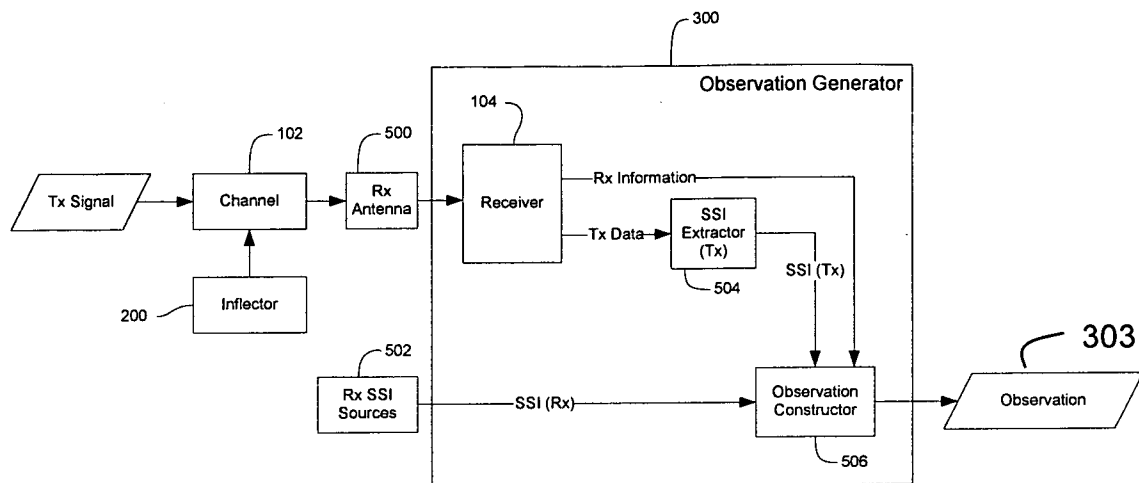 300
Observation Generator
102
500
104
Tx Signal
Channel
Rx
Antenna
Receiver
Rx Information
Tx Data
SSI
Extractor
(Tx)
504
SSI (Tx)
Inflector
200
502
Rx SSI
Sources
SSI (Rx)
Observation
Constructor
506
303
Observation